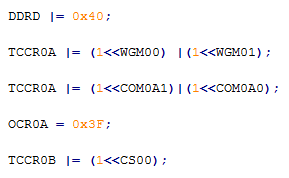 DDRD |= 0x40;
TCCR0A |= (1<<WGM00) |(1<<WGM01);
TCCR0A |= (1<<COM0A1)|(1<<COM0A0);
OCR0A = 0x3F;
TCCR0B |= (1<<CS00);